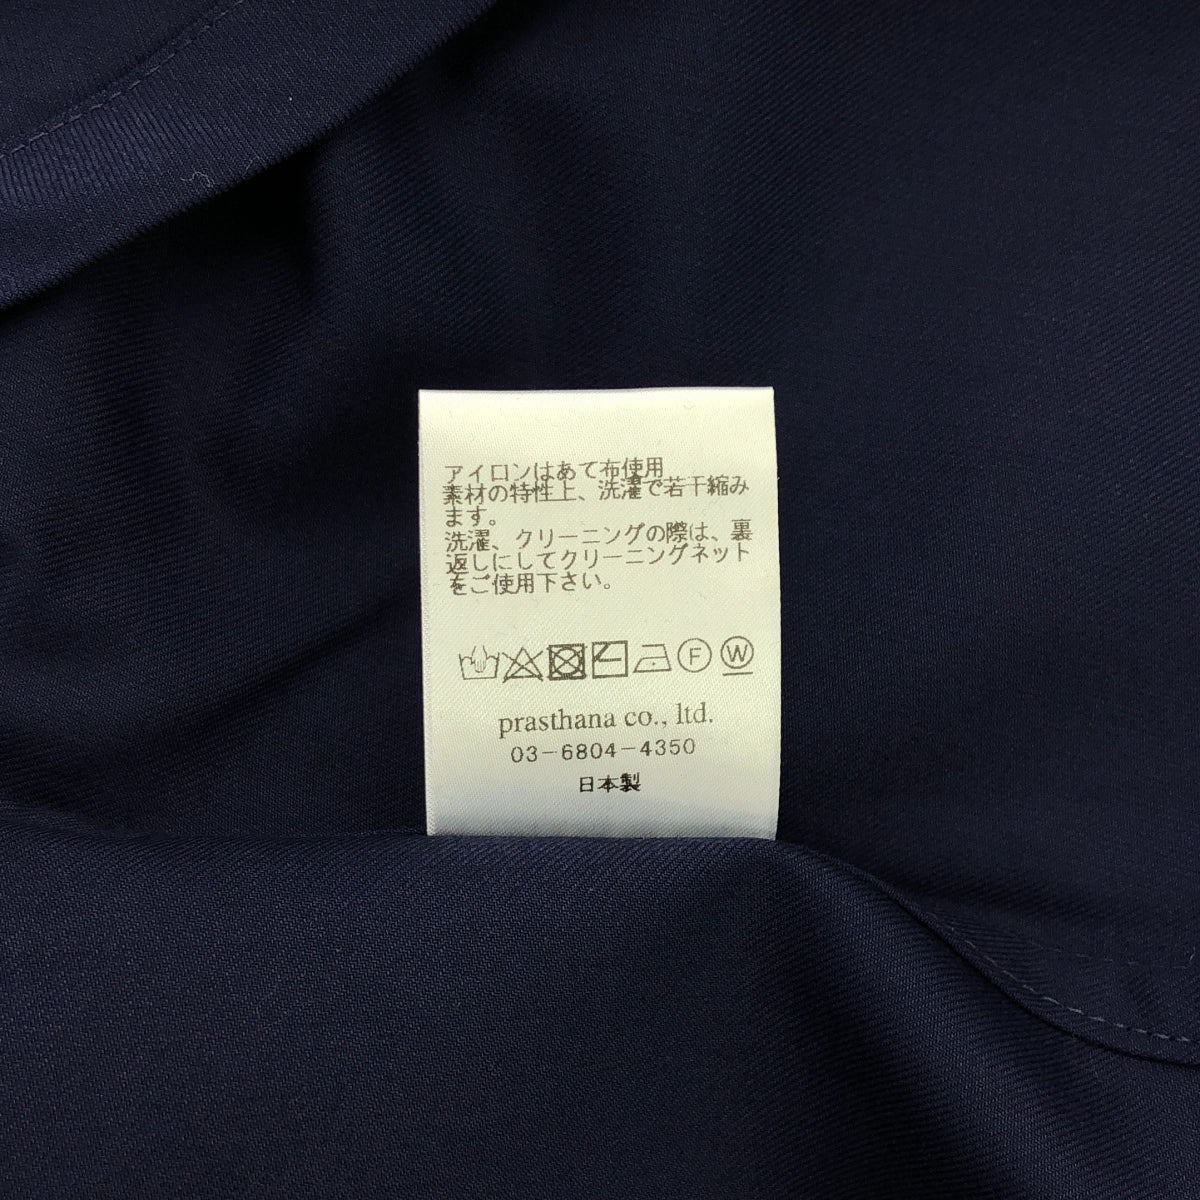 アイロンはあて布使用
素材の特性上、洗濯で若干縮み
ます。
洗濯、クリーニングの際は、裏
返しにしてクリーニングネット
をご使用下さい。
F W
prasthana co., ltd.
03-6804-4350
日本製